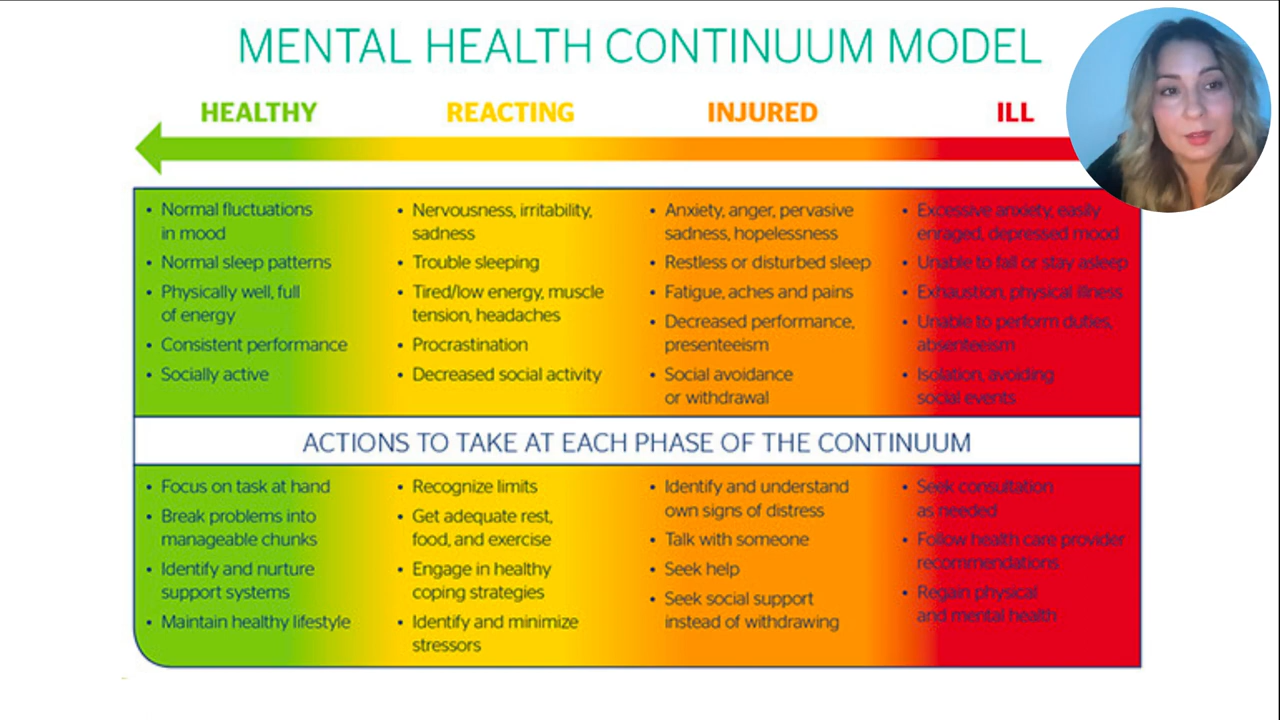 MENTAL HEALTH CONTINUUM MODEL
HEALTHY
REACTING
INJURED
ILL
• Normal fluctuations
in mood
• Normal sleep patterns
• Physically well, full
of energy
• Consistent performance
• Socially active
• Nervousness, irritability,
sadness
• Trouble sleeping
• Tired/low energy, muscle
tension, headaches
• Procrastination
• Decreased social activity
• Anxiety, anger, pervasive
sadness, hopelessness
• Restless or disturbed sleep
• Fatigue, aches and pains
• Decreased performance,
presenteeism
• Social avoidance
or withdrawal
• Excessive anxiety, easily
enraged, depressed mood
• Unable to fall or stay asleep
• Exhaustion, physical illness
• Unable to perform duties,
absenteeism
• Isolation, avoiding
social events
ACTIONS TO TAKE AT EACH PHASE OF THE CONTINUUM
• Focus on task at hand
• Break problems into
manageable chunks
• Identify and nurture
support systems
• Maintain healthy lifestyle
• Recognize limits
• Get adequate rest,
food, and exercise
• Engage in healthy
coping strategies
• Identify and minimize
stressors
• Identify and understand
own signs of distress
• Talk with someone
• Seek help
• Seek social support
instead of withdrawing
• Seek consultation
as needed
• Follow health care provider
recommendations
• Regain physical
and mental health